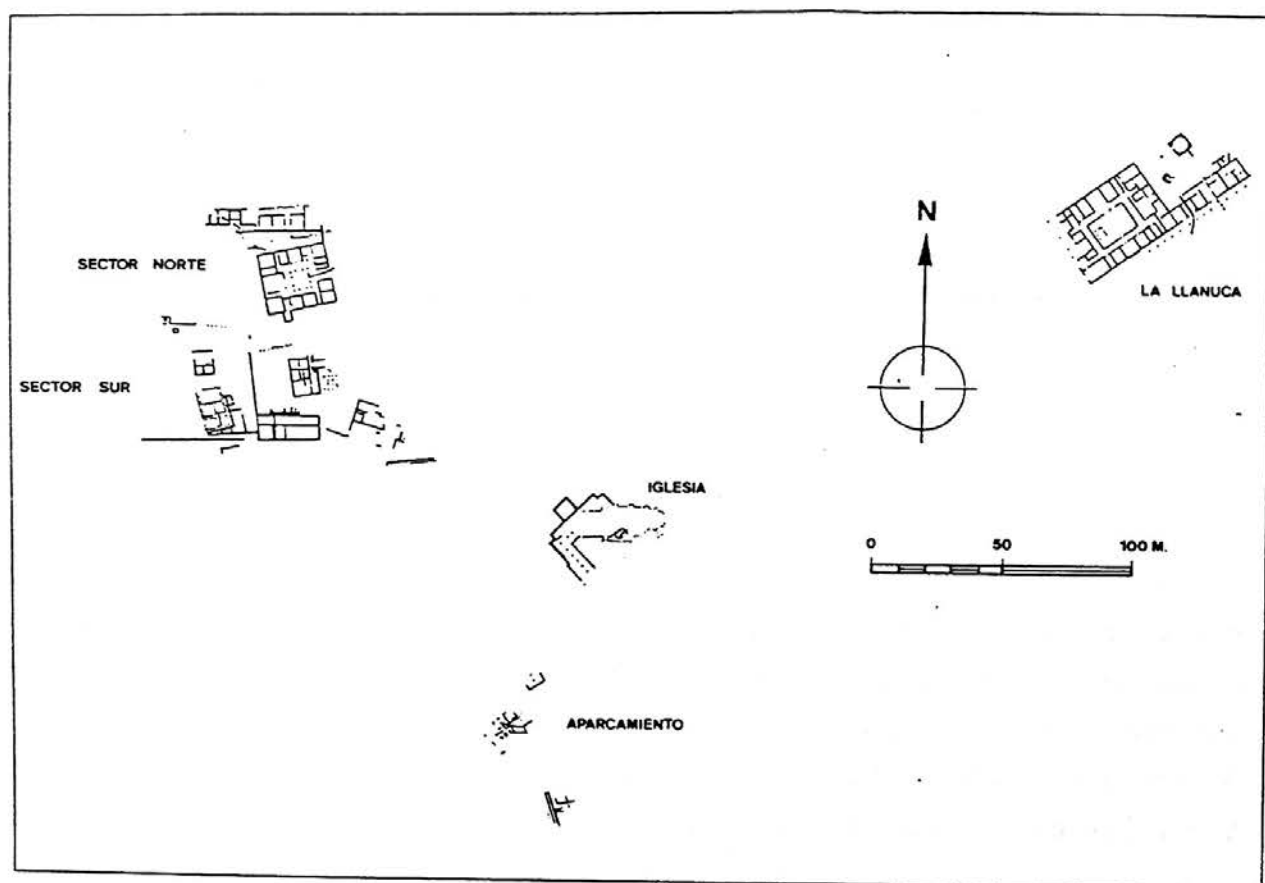 N
SECTOR NORTE
LA LLANUCA
SECTOR SUR
IGLESIA
0 50 100 M.
APARCAMIENTO